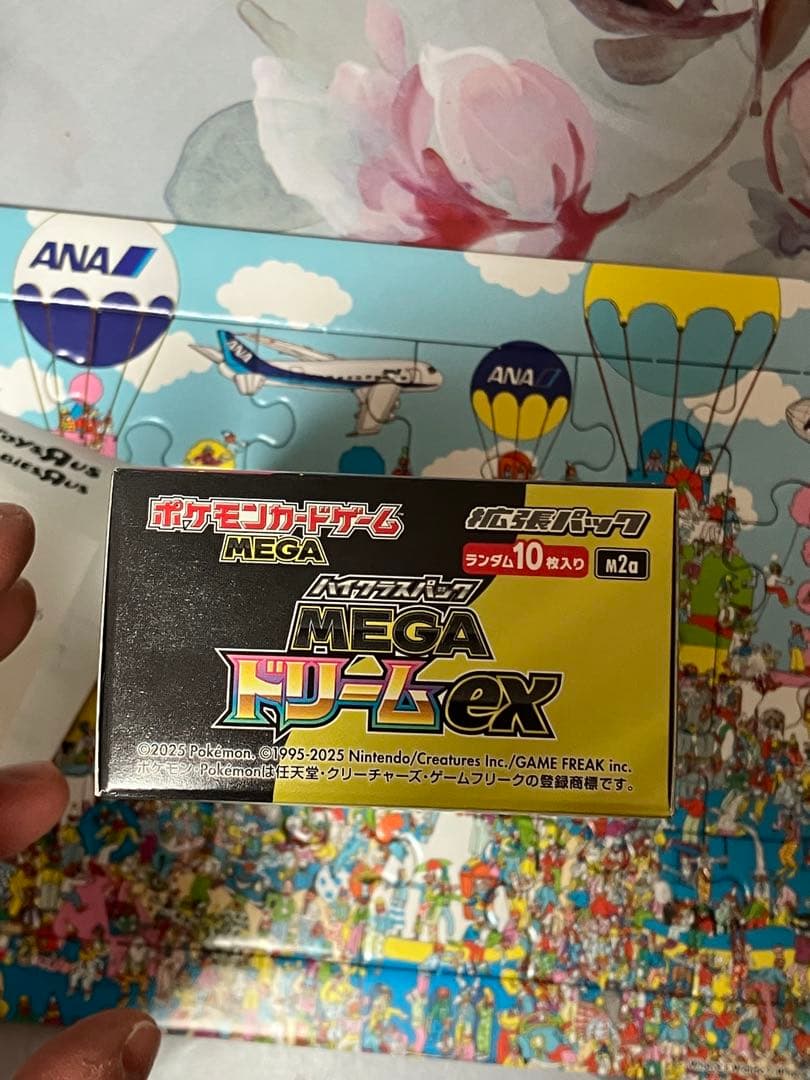 ANA
ANA
ANA
TOYSRUS
BABIESRUS
ポケモンカードゲーム
MEGA
拡張パック
ランダム10枚入り
M2a
ハイクラスパック
MEGA
ドリームex
©2025 Pokémon. ©1995-2025 Nintendo/Creatures Inc./GAME FREAK inc.
ポケモン Pokémonは任天堂・クリーチャーズ・ゲームフリークの登録商標です。